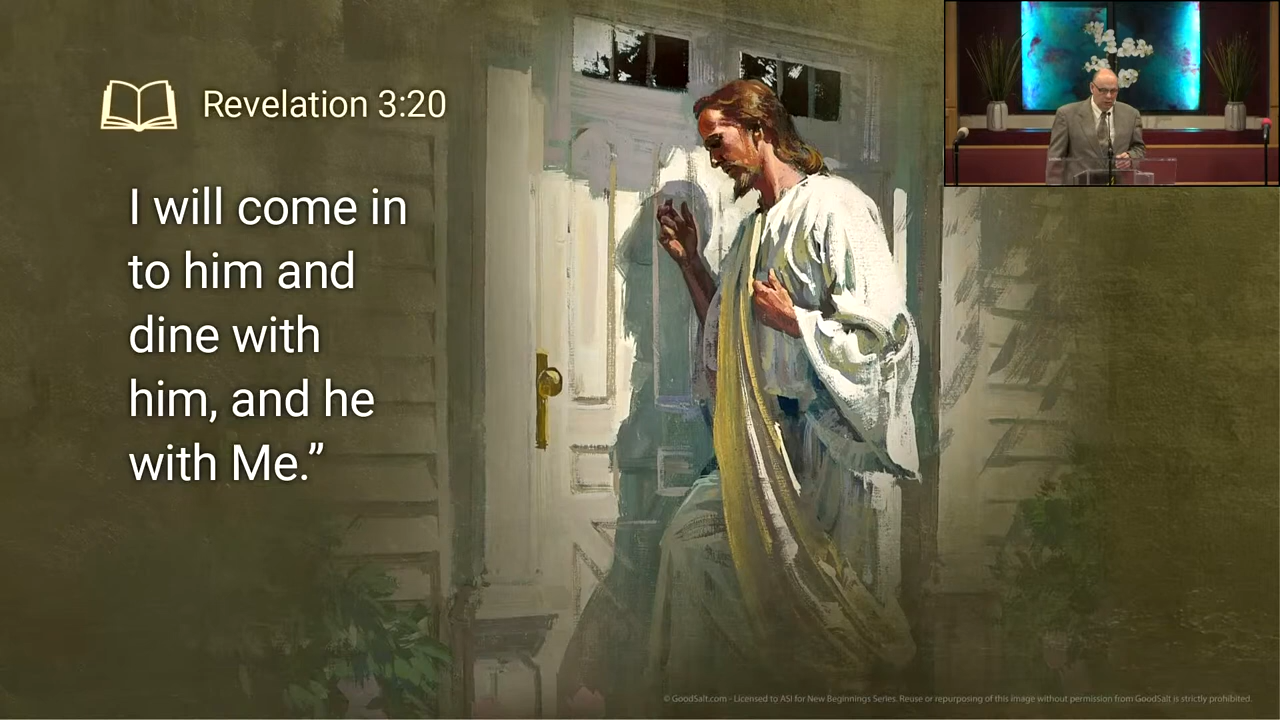 Revelation 3:20
I will come in
to him and
dine with
him, and he
with Me.”
© GoodSalt.com - Licensed to ASI for New Beginnings Series. Reuse or repurposing of this image without permission from GoodSalt is strictly prohibited.